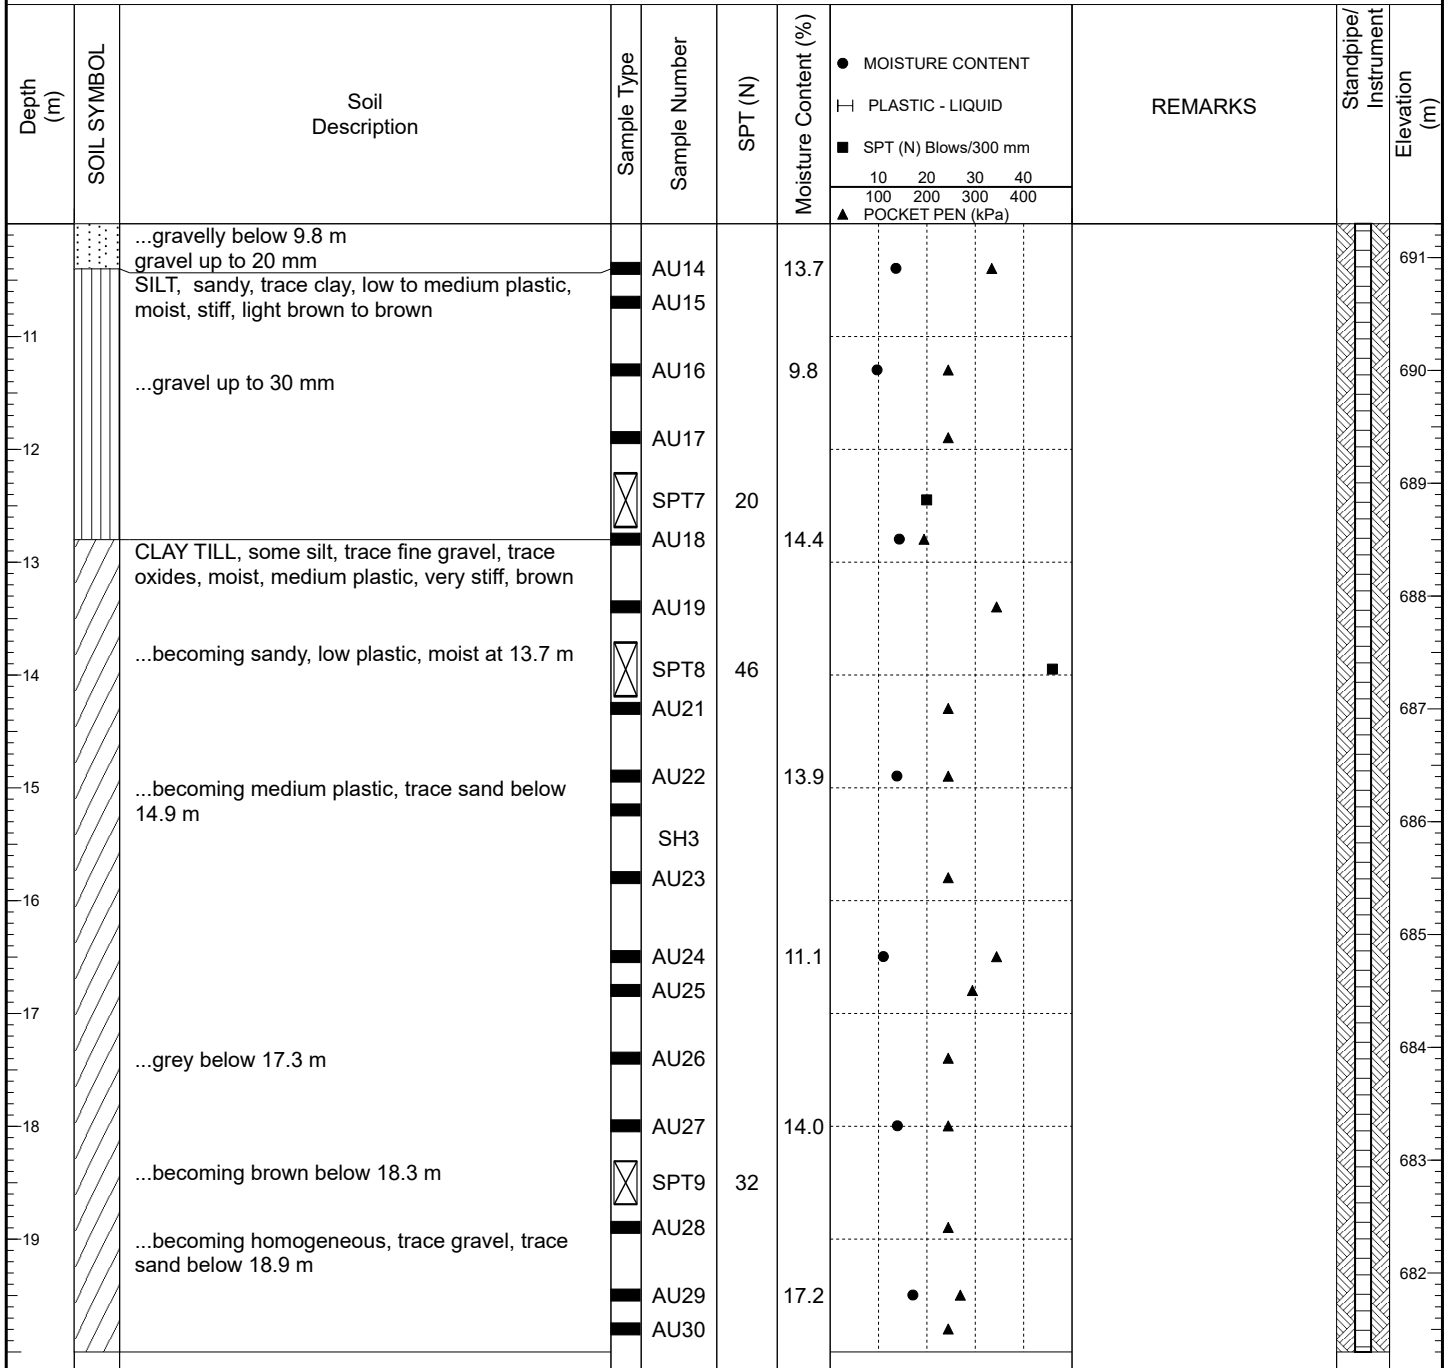 Depth
(m)
SOIL SYMBOL
Soil
Description
Sample Type
Sample Number
SPT (N)
Moisture Content (%)
MOISTURE CONTENT
PLASTIC - LIQUID
SPT (N) Blows/300 mm
10 20 30 40
100 200 300 400
POCKET PEN (kPa)
REMARKS
Standpipe/
Instrument
Elevation
(m)
...gravelly below 9.8 m
gravel up to 20 mm
691
AU14 13.7
SILT, sandy, trace clay, low to medium plastic,
moist, stiff, light brown to brown
AU15
11
AU16 9.8
690
...gravel up to 30 mm
AU17
12
689
SPT7 20
AU18 14.4
CLAY TILL, some silt, trace fine gravel, trace
oxides, moist, medium plastic, very stiff, brown
13
688
AU19
...becoming sandy, low plastic, moist at 13.7 m
SPT8 46
14
AU21
687
AU22 13.9
...becoming medium plastic, trace sand below
14.9 m
15
686
SH3
AU23
16
685
AU24 11.1
AU25
17
684
...grey below 17.3 m
AU26
18
AU27 14.0
683
...becoming brown below 18.3 m
SPT9 32
AU28
19
...becoming homogeneous, trace gravel, trace
sand below 18.9 m
682
AU29 17.2
AU30